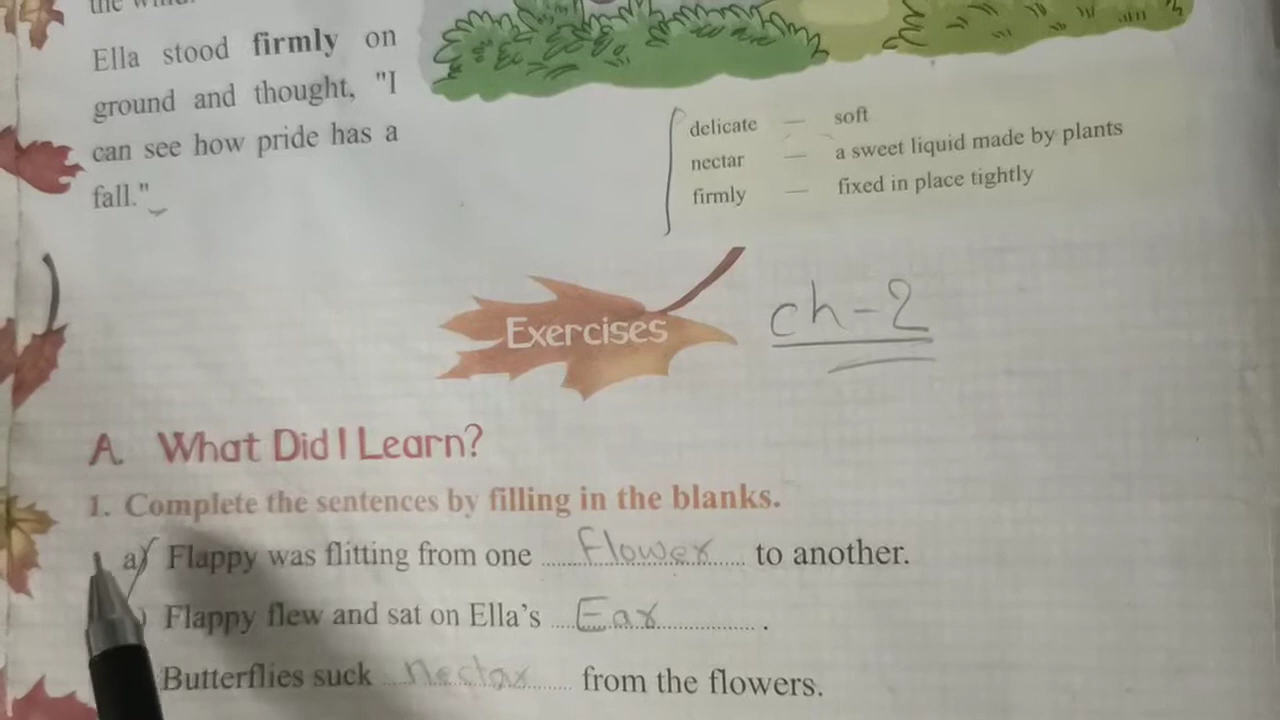 Ella stood firmly on
ground and thought, "I
can see how pride has a
fall."
delicate — soft
nectar — a sweet liquid made by plants
firmly — fixed in place tightly
Exercises
ch-2
A. What Did I Learn?
1. Complete the sentences by filling in the blanks.
a) Flappy was flitting from one Flower to another.
) Flappy flew and sat on Ella's Ear .
Butterflies suck Nectar from the flowers.